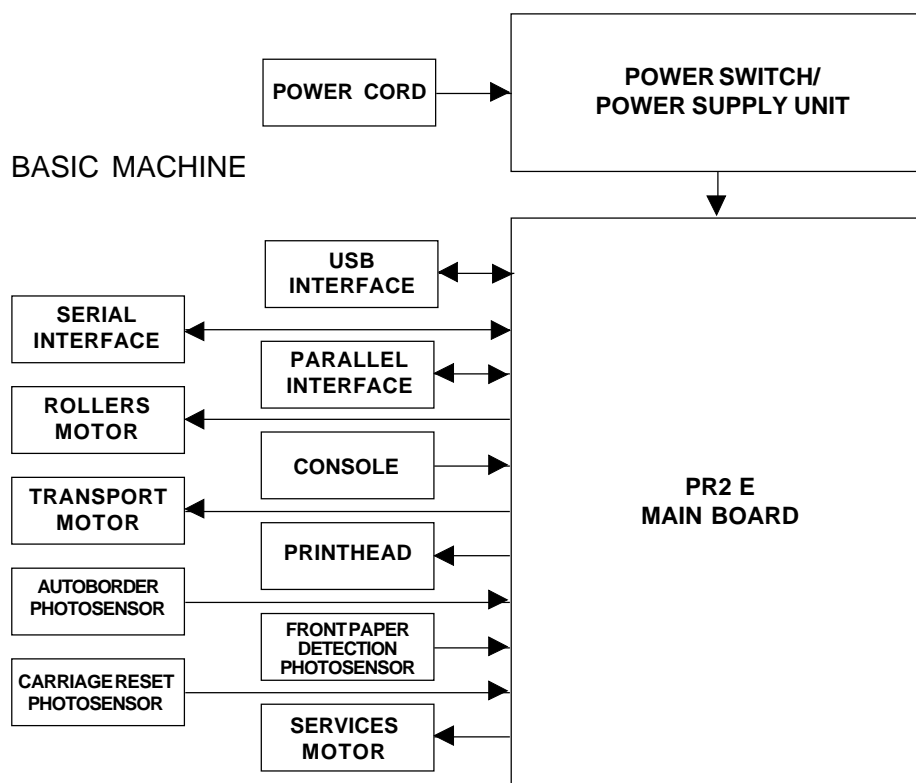 POWER CORD
POWER SWITCH/
POWER SUPPLY UNIT
BASIC MACHINE
USB
INTERFACE
SERIAL
INTERFACE
PARALLEL
INTERFACE
ROLLERS
MOTOR
CONSOLE
TRANSPORT
MOTOR
PR2 E
MAIN BOARD
PRINTHEAD
AUTOBORDER
PHOTOSENSOR
FRONT PAPER
DETECTION
PHOTOSENSOR
CARRIAGE RESET
PHOTOSENSOR
SERVICES
MOTOR